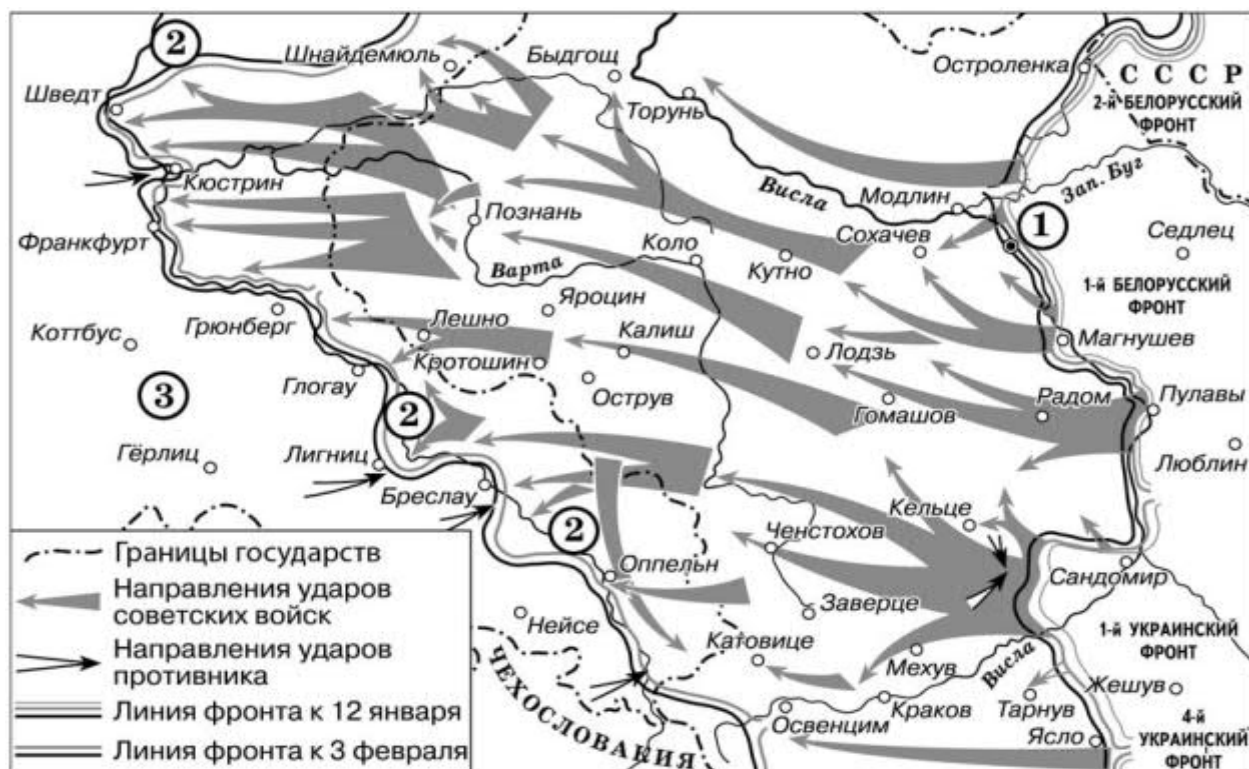 2
Шнайдемюль
Быдгощ
Остроленка
С С С Р
Шведт
Торунь
2-й БЕЛОРУССКИЙ
ФРОНТ
Кюстрин
Висла
Модлин
Зап. Буг
Познань
1
Франкфурт
Коло
Сохачев
Седлец
Варта
Кутно
1-й БЕЛОРУССКИЙ
ФРОНТ
Яроцин
Грюнберг
Лешно
Калиш
Магнушев
Коттбус
Кротошин
Лодзь
Глогау
3
Острув
Гомашов
Радом
Пулавы
2
Гёрлиц
Лигниц
Люблин
Бреслау
Кельце
2
Ченстохов
Границы государств
Оппельн
Сандомир
Направления ударов
советских войск
Нейсе
Заверце
Катовице
1-й УКРАИНСКИЙ
ФРОНТ
Направления ударов
противника
Мехув
Висла
ЧЕХОСЛОВАКИЯ
Жешув
Линия фронта к 12 января
Освенцим
Краков
Тарнув
4-й
УКРАИНСКИЙ
ФРОНТ
Ясло
Линия фронта к 3 февраля